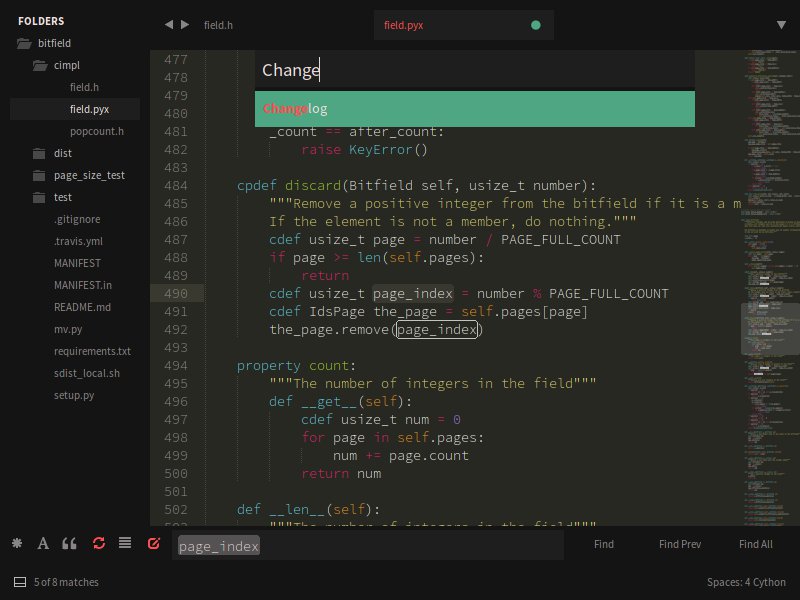 FOLDERS
bitfield
cimpl
field.h
field.pyx
popcount.h
dist
page_size_test
test
.gitignore
.travis.yml
MANIFEST
MANIFEST.in
README.md
mv.py
requirements.txt
sdist_local.sh
setup.py
field.h
field.pyx
Change
Changelog
477
478
479
480
481 _count == after_count:
482 raise KeyError()
483
484 cpdef discard(Bitfield self, usize_t number):
485 """Remove a positive integer from the bitfield if it is a m
486 If the element is not a member, do nothing."""
487 cdef usize_t page = number / PAGE_FULL_COUNT
488 if page >= len(self.pages):
489 return
490 cdef usize_t page_index = number % PAGE_FULL_COUNT
491 cdef IdsPage the_page = self.pages[page]
492 the_page.remove(page_index)
493
494 property count:
495 """The number of integers in the field"""
496 def __get__(self):
497 cdef usize_t num = 0
498 for page in self.pages:
499 num += page.count
500 return num
501
502 def __len__(self):
503 """The number of integers in the field"""
page_index
Find
Find Prev
Find All
5 of 8 matches
Spaces: 4 Cython